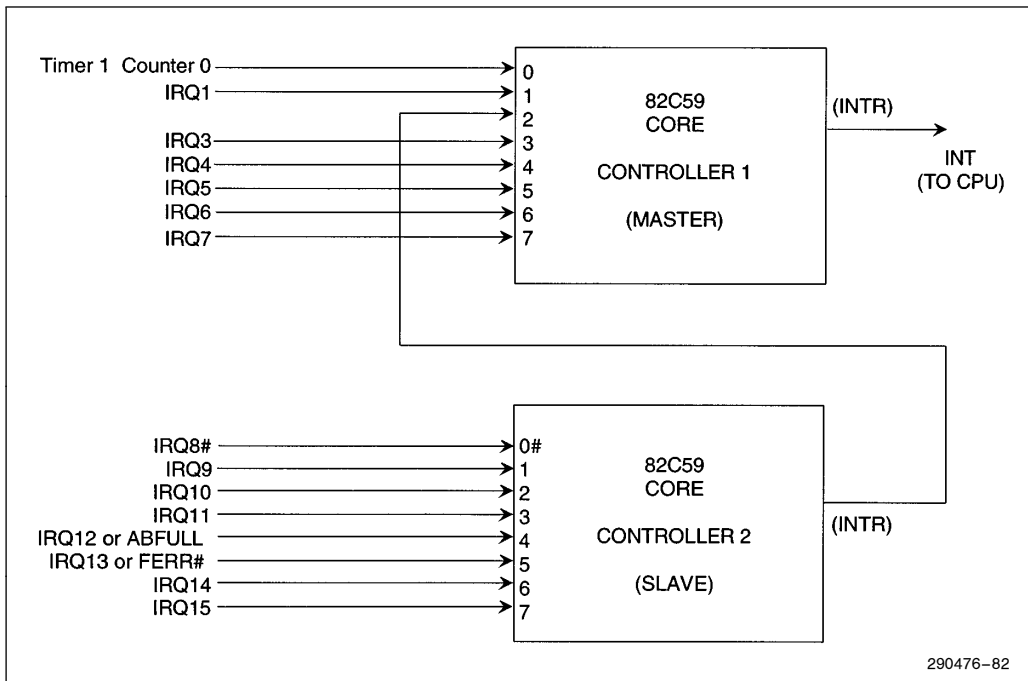 Timer 1 Counter 0
IRQ1
IRQ3
IRQ4
IRQ5
IRQ6
IRQ7
0
1
2
3
4
5
6
7
82C59
CORE
CONTROLLER 1
(MASTER)
(INTR)
INT
(TO CPU)
IRQ8#
IRQ9
IRQ10
IRQ11
IRQ12 or ABFULL
IRQ13 or FERR#
IRQ14
IRQ15
0#
1
2
3
4
5
6
7
82C59
CORE
CONTROLLER 2
(SLAVE)
(INTR)
290476–82